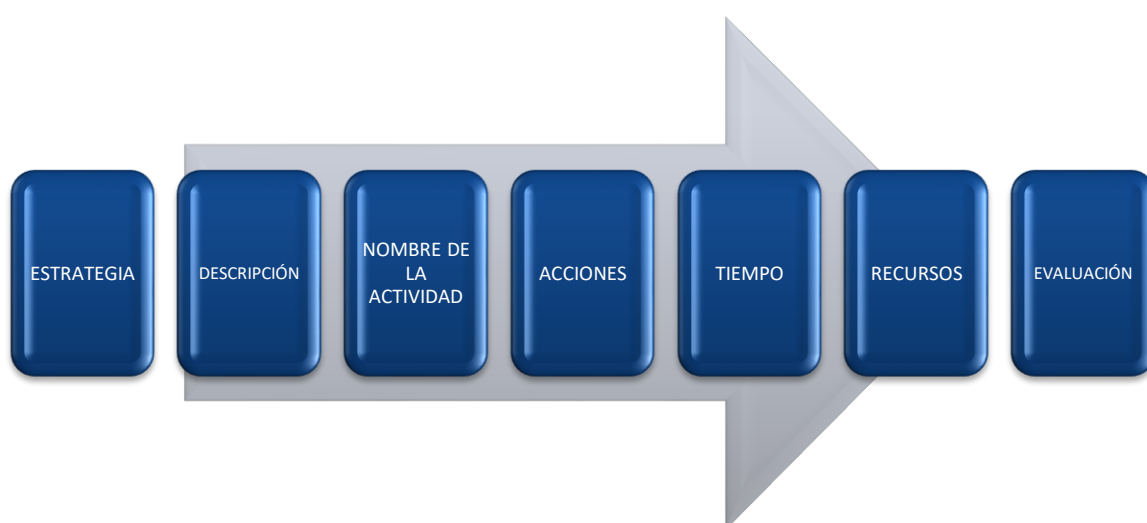 ESTRATEGIA
DESCRIPCIÓN
NOMBRE DE
LA
ACTIVIDAD
ACCIONES
TIEMPO
RECURSOS
EVALUACIÓN